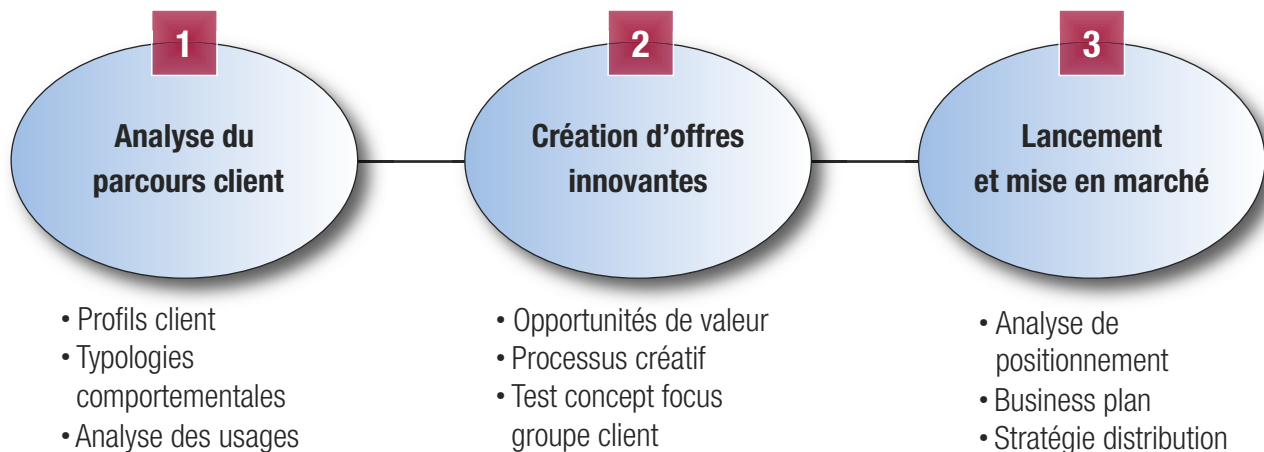 1
Analyse du
parcours client
• Profils client
• Typologies
comportementales
• Analyse des usages
2
Création d’offres
innovantes
• Opportunités de valeur
• Processus créatif
• Test concept focus
groupe client
3
Lancement
et mise en marché
• Analyse de
positionnement
• Business plan
• Stratégie distribution